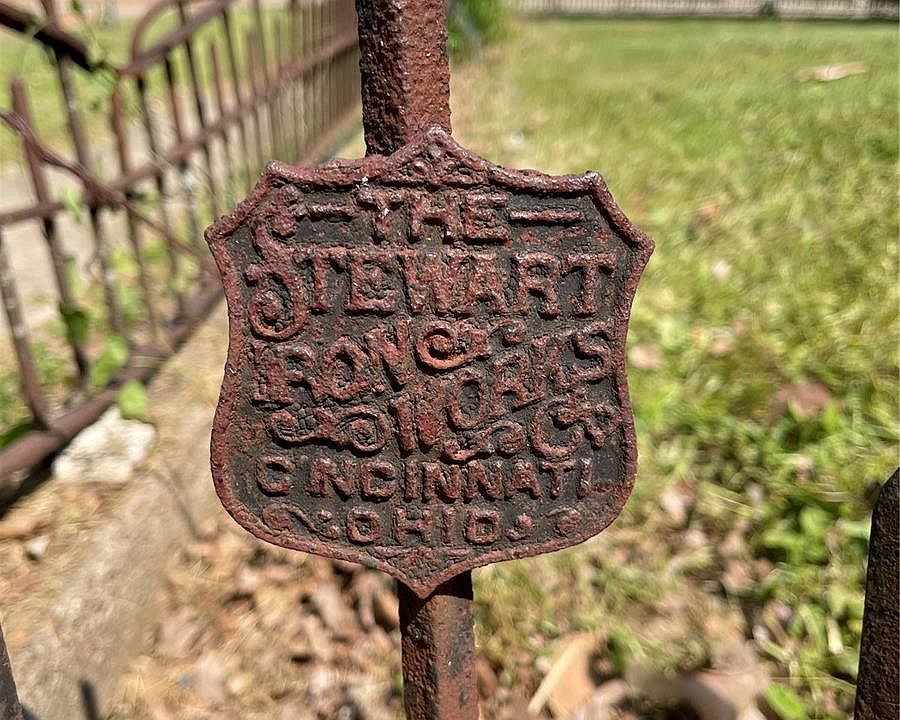 THE
STEWART
IRON WORKS Co
CINCINNATI
OHIO